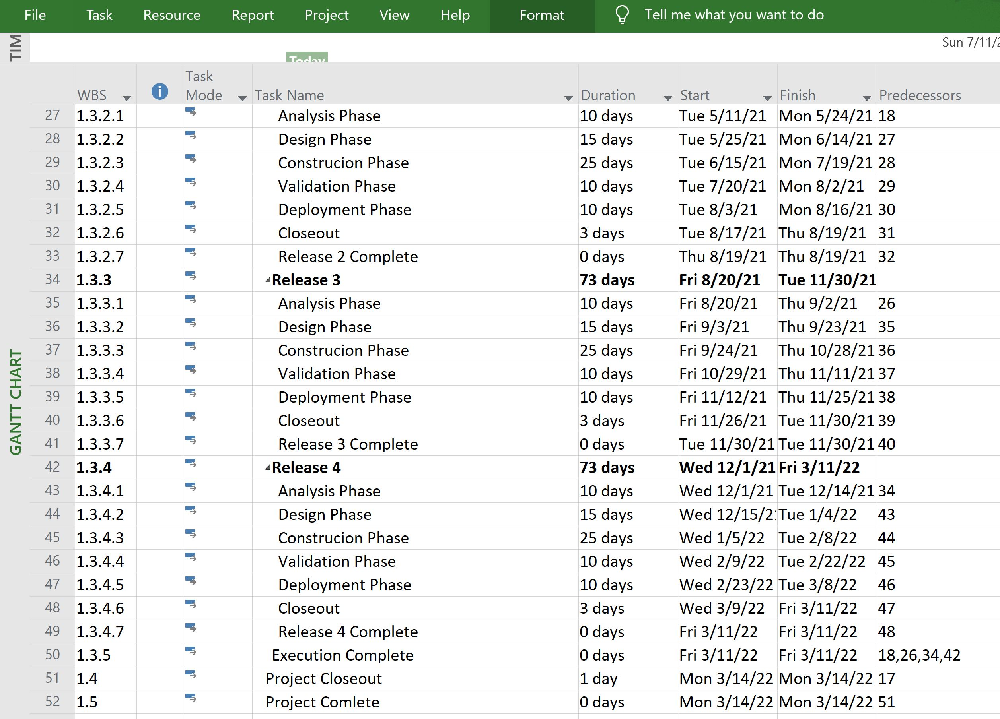 File Task Resource Report Project View Help Format Tell me what you want to do
Sun 7/11/2
TIM
Today
WBS Task Mode Task Name Duration Start Finish Predecessors
GANTT CHART
27 1.3.2.1 Analysis Phase 10 days Tue 5/11/21 Mon 5/24/21 18
28 1.3.2.2 Design Phase 15 days Tue 5/25/21 Mon 6/14/21 27
29 1.3.2.3 Construcion Phase 25 days Tue 6/15/21 Mon 7/19/21 28
30 1.3.2.4 Validation Phase 10 days Tue 7/20/21 Mon 8/2/21 29
31 1.3.2.5 Deployment Phase 10 days Tue 8/3/21 Mon 8/16/21 30
32 1.3.2.6 Closeout 3 days Tue 8/17/21 Thu 8/19/21 31
33 1.3.2.7 Release 2 Complete 0 days Thu 8/19/21 Thu 8/19/21 32
34 1.3.3 Release 3 73 days Fri 8/20/21 Tue 11/30/21
35 1.3.3.1 Analysis Phase 10 days Fri 8/20/21 Thu 9/2/21 26
36 1.3.3.2 Design Phase 15 days Fri 9/3/21 Thu 9/23/21 35
37 1.3.3.3 Construcion Phase 25 days Fri 9/24/21 Thu 10/28/21 36
38 1.3.3.4 Validation Phase 10 days Fri 10/29/21 Thu 11/11/21 37
39 1.3.3.5 Deployment Phase 10 days Fri 11/12/21 Thu 11/25/21 38
40 1.3.3.6 Closeout 3 days Fri 11/26/21 Tue 11/30/21 39
41 1.3.3.7 Release 3 Complete 0 days Tue 11/30/21 Tue 11/30/21 40
42 1.3.4 Release 4 73 days Wed 12/1/21 Fri 3/11/22
43 1.3.4.1 Analysis Phase 10 days Wed 12/1/21 Tue 12/14/21 34
44 1.3.4.2 Design Phase 15 days Wed 12/15/21 Tue 1/4/22 43
45 1.3.4.3 Construcion Phase 25 days Wed 1/5/22 Tue 2/8/22 44
46 1.3.4.4 Validation Phase 10 days Wed 2/9/22 Tue 2/22/22 45
47 1.3.4.5 Deployment Phase 10 days Wed 2/23/22 Tue 3/8/22 46
48 1.3.4.6 Closeout 3 days Wed 3/9/22 Fri 3/11/22 47
49 1.3.4.7 Release 4 Complete 0 days Fri 3/11/22 Fri 3/11/22 48
50 1.3.5 Execution Complete 0 days Fri 3/11/22 Fri 3/11/22 18,26,34,42
51 1.4 Project Closeout 1 day Mon 3/14/22 Mon 3/14/22 17
52 1.5 Project Comlete 0 days Mon 3/14/22 Mon 3/14/22 51